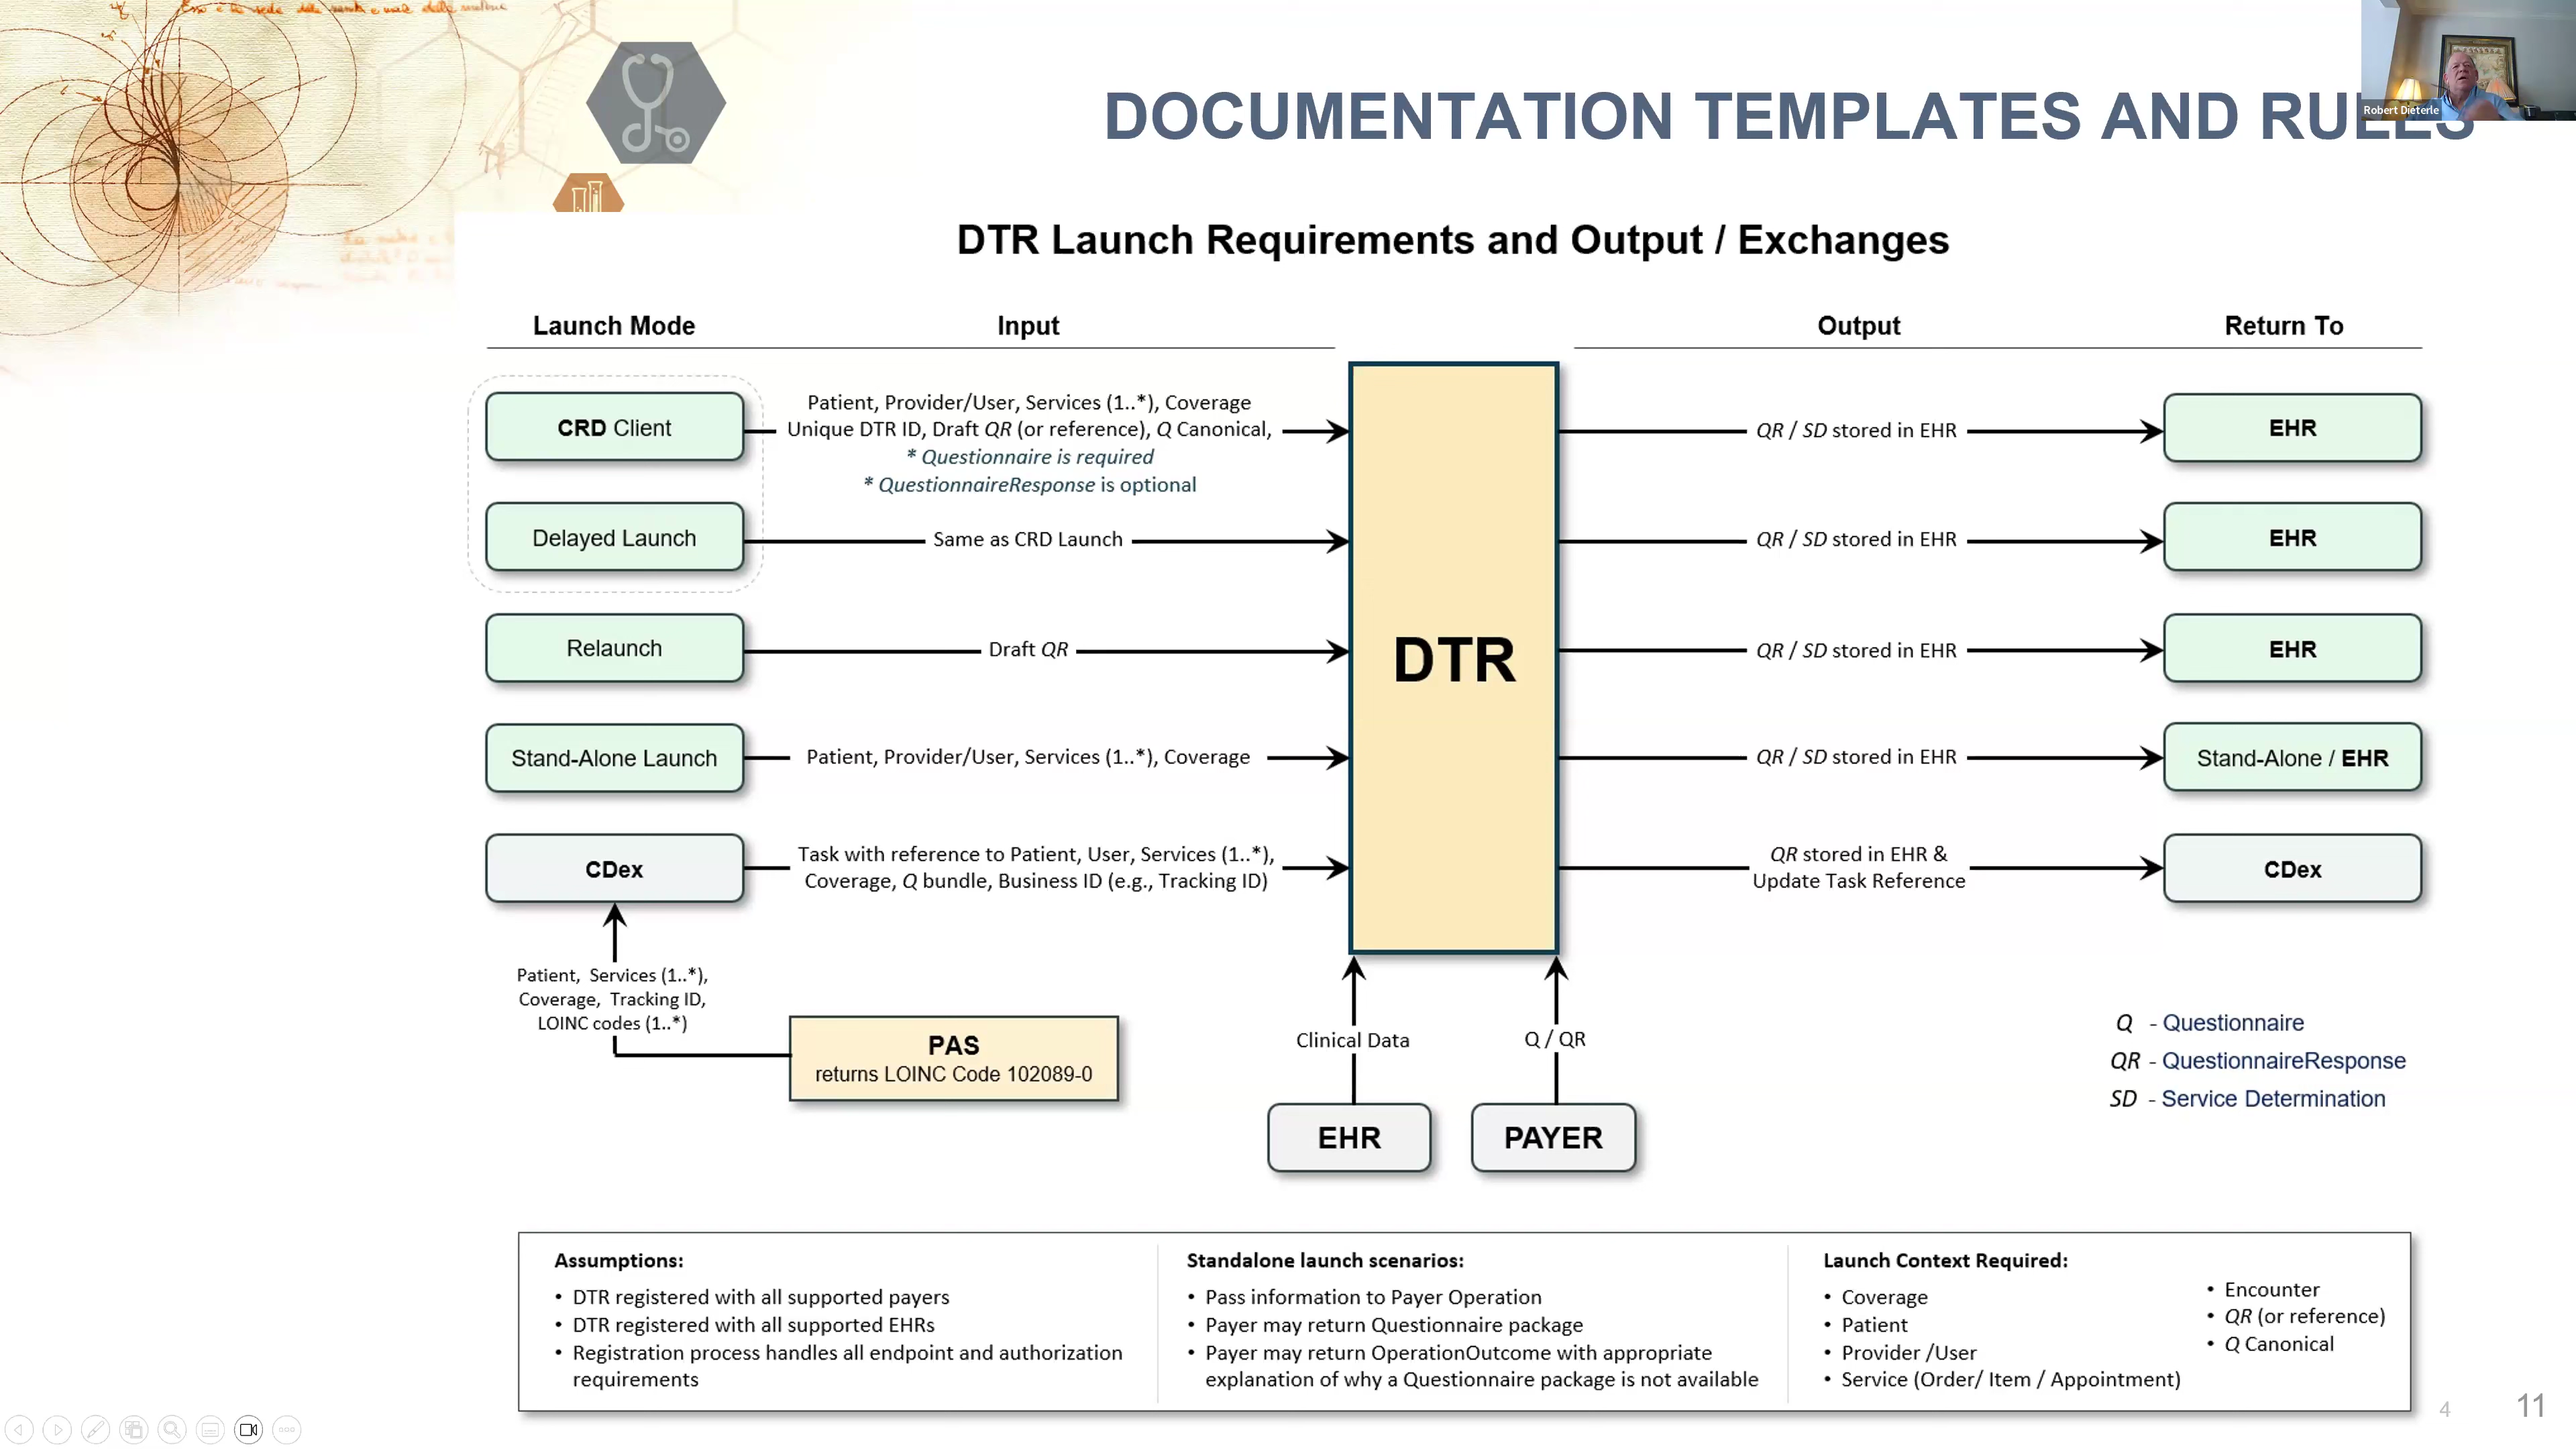 Robert Dieterle
DOCUMENTATION TEMPLATES AND RULES
DTR Launch Requirements and Output / Exchanges
Launch Mode
Input
Output
Return To
CRD Client
Patient, Provider/User, Services (1..*), Coverage
Unique DTR ID, Draft QR (or reference), Q Canonical,
* Questionnaire is required
* QuestionnaireResponse is optional
QR / SD stored in EHR
EHR
Delayed Launch
Same as CRD Launch
QR / SD stored in EHR
EHR
Relaunch
Draft QR
DTR
QR / SD stored in EHR
EHR
Stand-Alone Launch
Patient, Provider/User, Services (1..*), Coverage
QR / SD stored in EHR
Stand-Alone / EHR
CDex
Task with reference to Patient, User, Services (1..*),
Coverage, Q bundle, Business ID (e.g., Tracking ID)
QR stored in EHR &
Update Task Reference
CDex
Patient, Services (1..*),
Coverage, Tracking ID,
LOINC codes (1..*)
PAS
returns LOINC Code 102089-0
Clinical Data
Q / QR
EHR
PAYER
Q - Questionnaire
QR - QuestionnaireResponse
SD - Service Determination
Assumptions:
• DTR registered with all supported payers
• DTR registered with all supported EHRs
• Registration process handles all endpoint and authorization
requirements
Standalone launch scenarios:
• Pass information to Payer Operation
• Payer may return Questionnaire package
• Payer may return OperationOutcome with appropriate
explanation of why a Questionnaire package is not available
Launch Context Required:
• Coverage
• Patient
• Provider /User
• Service (Order/ Item / Appointment)
• Encounter
• QR (or reference)
• Q Canonical
4
11